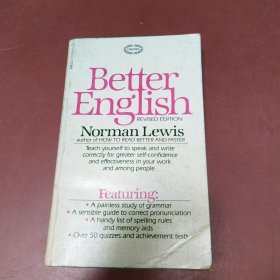 Better
English
REVISED EDITION
Norman Lewis
author of HOW TO READ BETTER AND FASTER
Teach yourself to speak and write
correctly for greater self-confidence
and effectiveness in your work
and among people.
Featuring:
• A painless study of grammar
• A sensible guide to correct pronunciation
• A handy list of spelling rules
and memory aids
• Over 50 quizzes and achievement tests